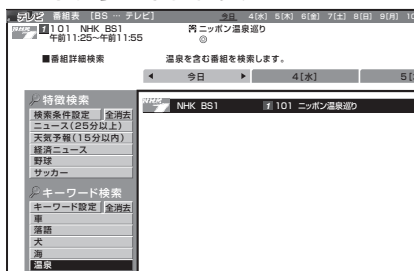 テレビ 番組表 [BS … テレビ] 今日 4[水] 5[木] 6[金] 7[土] 8[日] 9[月] 10
1 101 NHK BS1 ニッポン温泉巡り
午前11:25~午前11:55 ◎
■番組詳細検索 温泉を含む番組を検索します。
◀ 今日 ▶ 4[水] 5[
特徴検索
NHK BS1 1 101 ニッポン温泉巡り
検索条件設定 全消去
ニュース(25分以上)
天気予報(15分以内)
経済ニュース
野球
サッカー
キーワード検索
キーワード設定 全消去
車
落語
犬
海
温泉